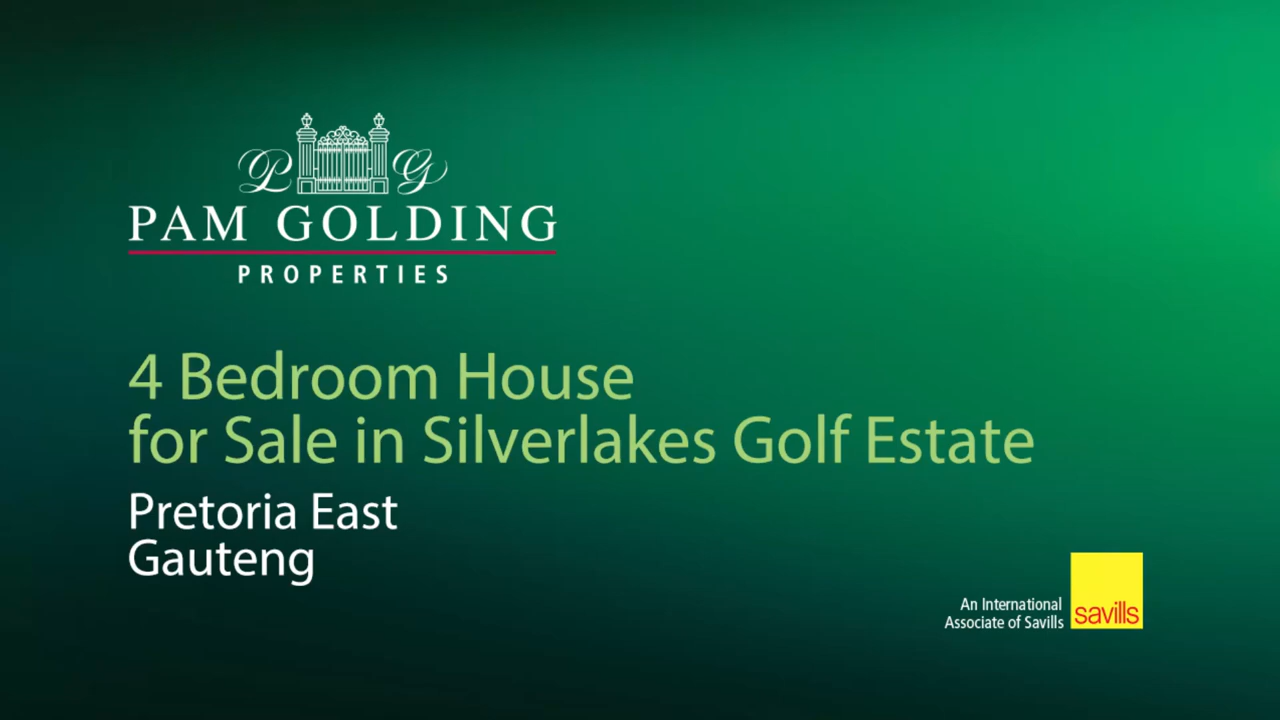 P G
PAM GOLDING
PROPERTIES
4 Bedroom House
for Sale in Silverlakes Golf Estate
Pretoria East
Gauteng
An International
Associate of Savills
savills